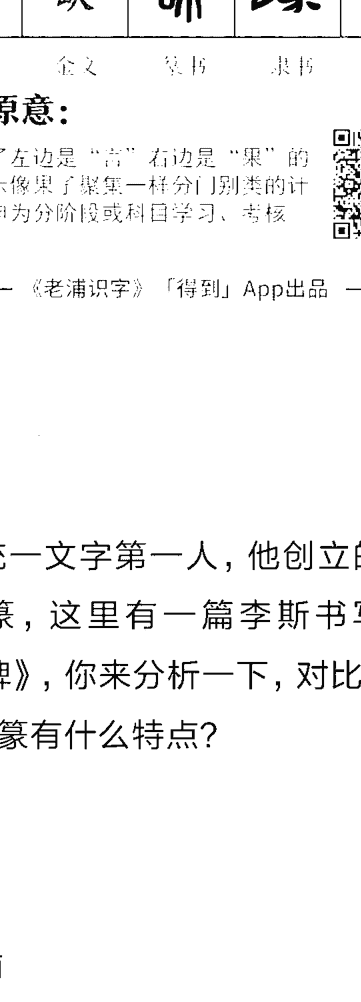 金文 篆书 隶书
原意：
了左边是“言”右边是“果”的
像果子聚集一样分门别类的计
为分阶段或科目学习、考核
《老浦识字》「得到」App出品
统一文字第一人，他创立的
篆，这里有一篇李斯书写
碑》，你来分析一下，对比
篆有什么特点？